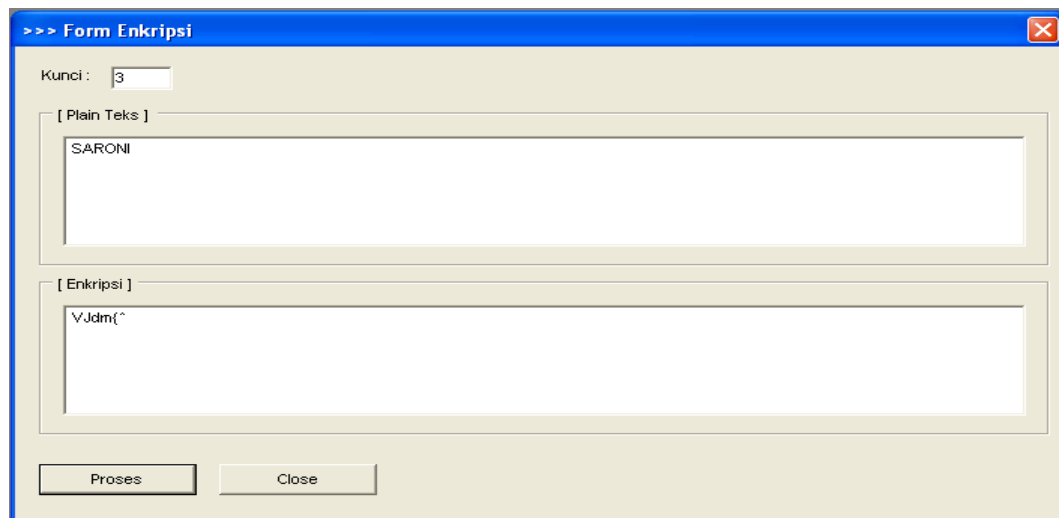 >>> Form Enkripsi
Kunci : 3
[ Plain Teks ]
SARONI
[ Enkripsi ]
VJdm{^
Proses Close